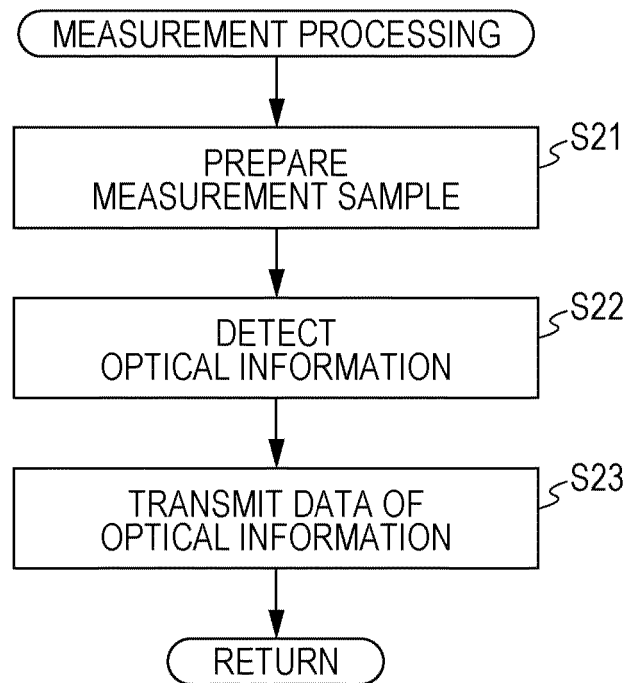 MEASUREMENT PROCESSING
S21
PREPARE
MEASUREMENT SAMPLE
S22
DETECT
OPTICAL INFORMATION
S23
TRANSMIT DATA OF
OPTICAL INFORMATION
RETURN